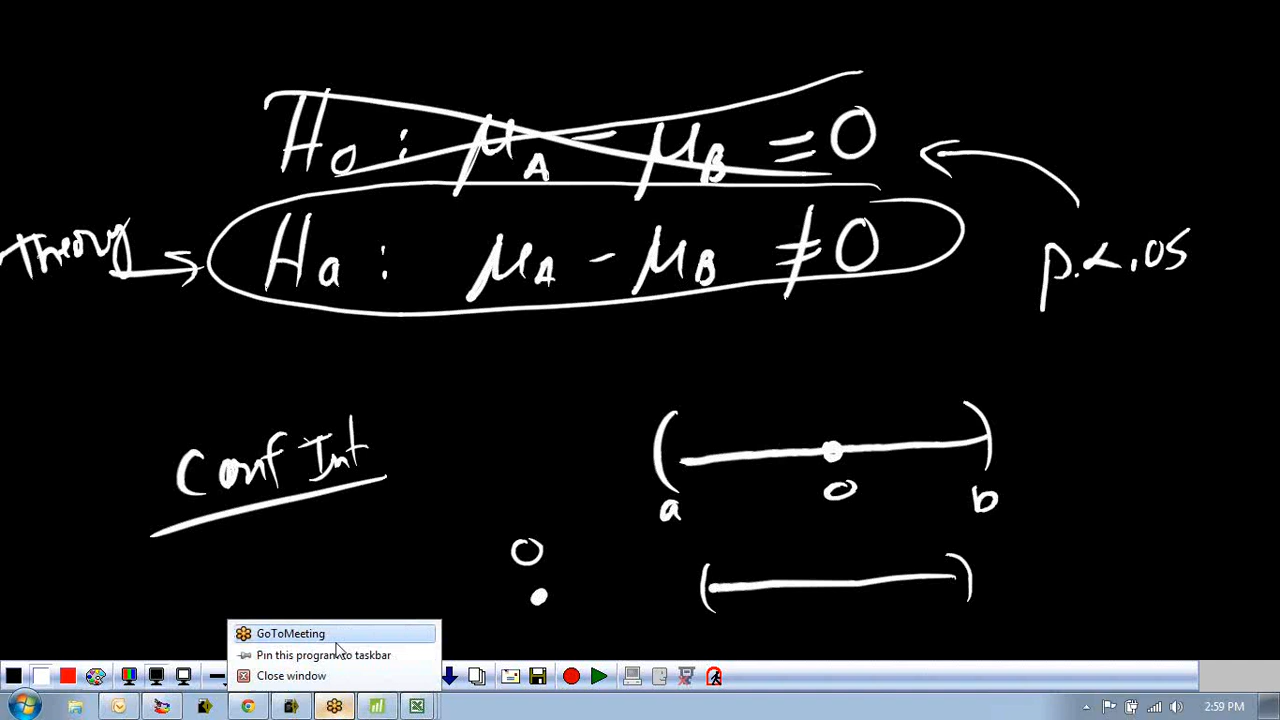 H₀ : μA - μB = 0
theory → Ha : μA - μB ≠ 0
p.<.05
Conf Int
a 0 b
0
GoToMeeting
Pin this program to taskbar
Close window
2:59 PM